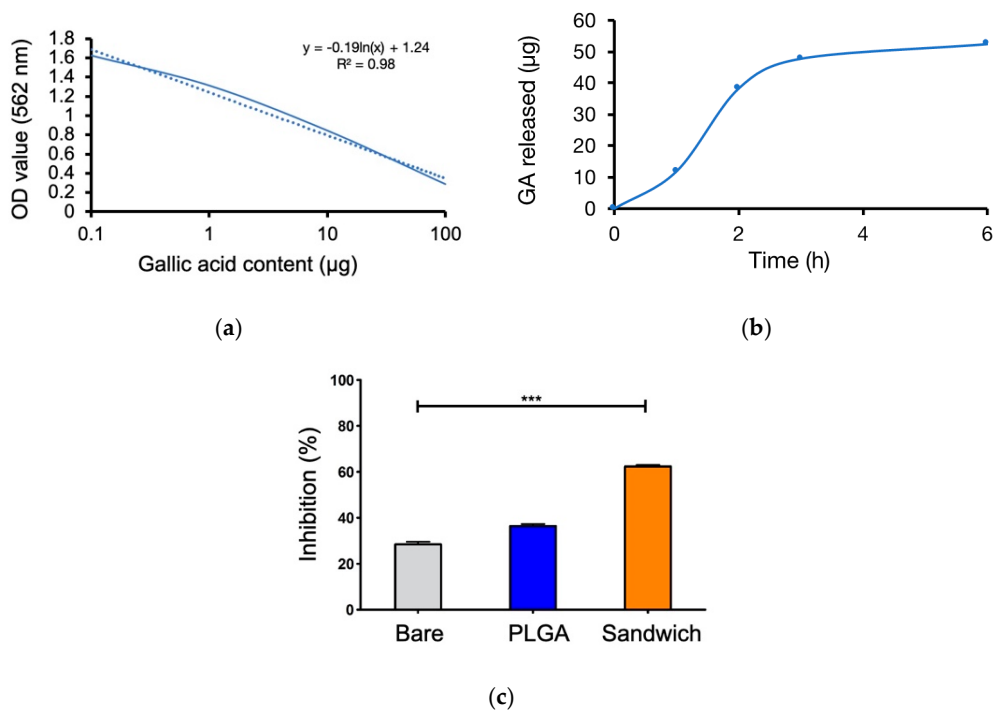 OD value (562 nm)
1.8
1.6
1.4
1.2
1
0.8
0.6
0.4
0.2
0
y = -0.19ln(x) + 1.24
R² = 0.98
0.1 1 10 100
Gallic acid content (µg)
(a)
GA released (µg)
60
50
40
30
20
10
0
0 2 4 6
Time (h)
(b)
Inhibition (%)
100
80
60
40
20
0
***
Bare PLGA Sandwich
(c)